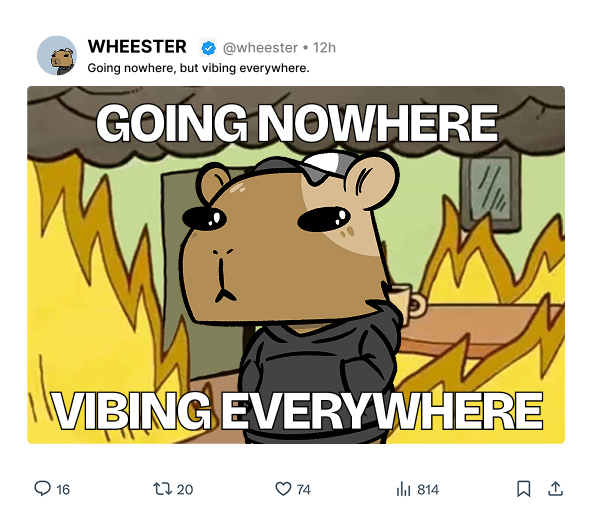 WHEESTER @wheester • 12h
Going nowhere, but vibing everywhere.
GOING NOWHERE
VIBING EVERYWHERE
16 20 74 814